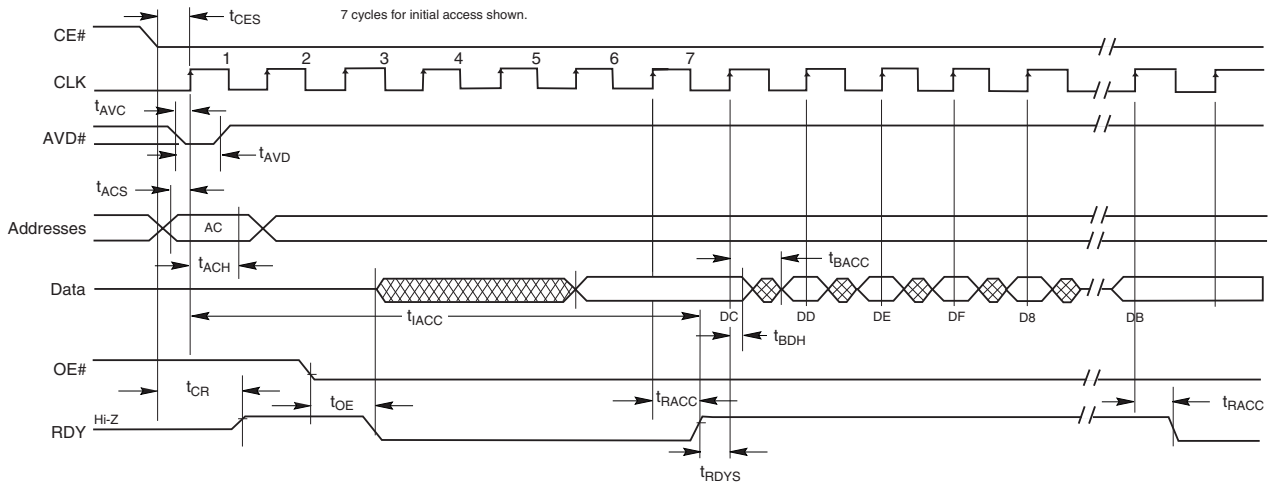 tCES
7 cycles for initial access shown.
CE#
1 2 3 4 5 6 7
CLK
tAVC
AVD#
tAVD
tACS
Addresses
AC
tACH
tBACC
Data
tIACC
DC DD DE DF D8 DB
tBDH
OE#
tCR
tOE
tRACC
tRACC
Hi-Z
RDY
tRDYS